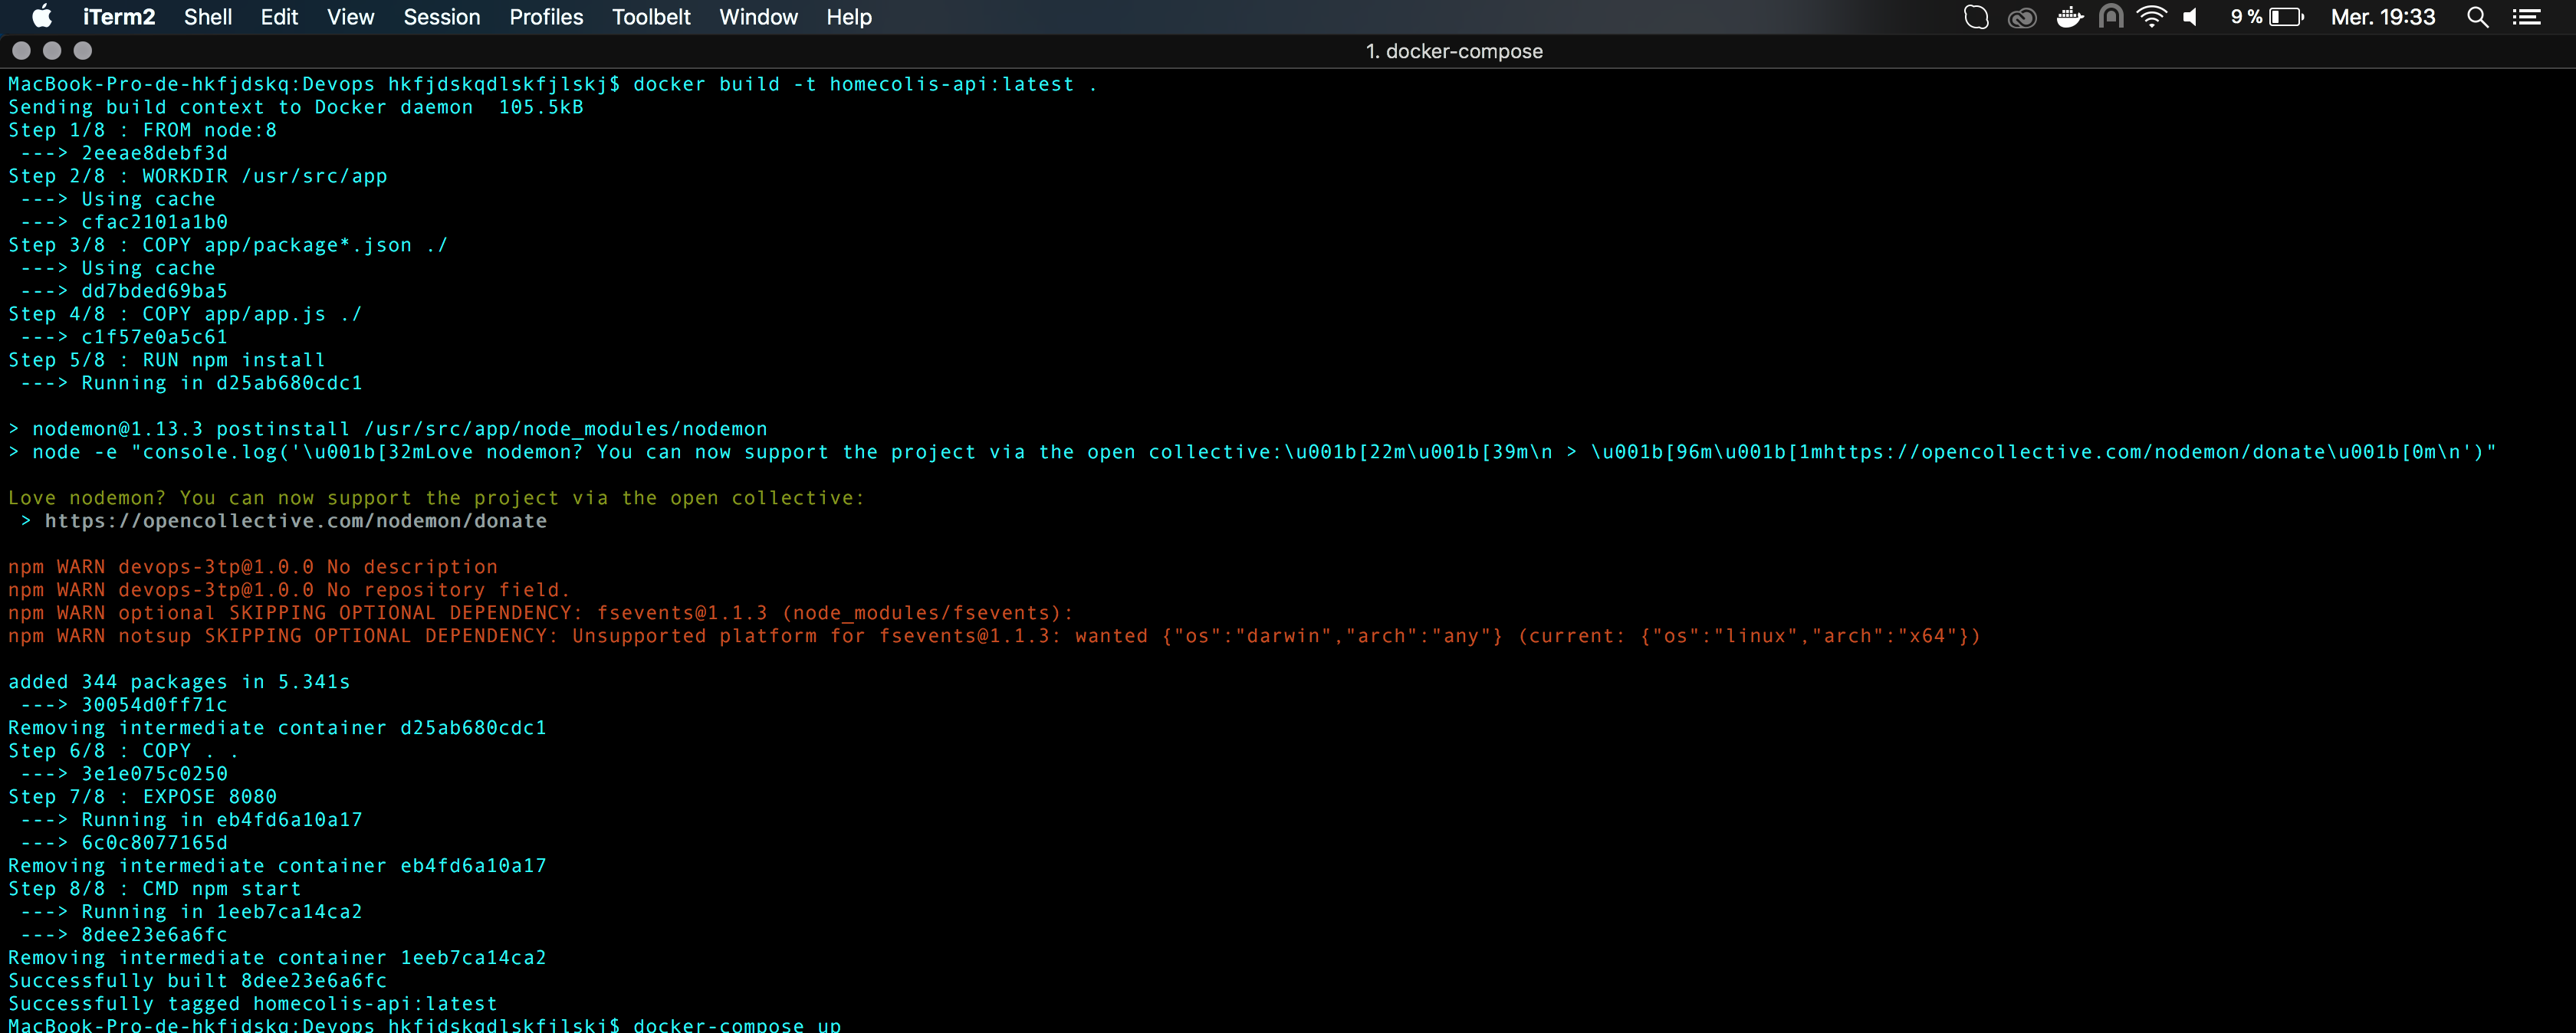 iTerm2 Shell Edit View Session Profiles Toolbelt Window Help 9 % Mer. 19:33
1. docker-compose
MacBook-Pro-de-hkfjdskq:Devops hkfjdskqdlskfjlskj$ docker build -t homecolis-api:latest .
Sending build context to Docker daemon  105.5kB
Step 1/8 : FROM node:8
 ---> 2eeae8debf3d
Step 2/8 : WORKDIR /usr/src/app
 ---> Using cache
 ---> cfac2101a1b0
Step 3/8 : COPY app/package*.json ./
 ---> Using cache
 ---> dd7bded69ba5
Step 4/8 : COPY app/app.js ./
 ---> c1f57e0a5c61
Step 5/8 : RUN npm install
 ---> Running in d25ab680cdc1
> nodemon@1.13.3 postinstall /usr/src/app/node_modules/nodemon
> node -e "console.log('\u001b[32mLove nodemon? You can now support the project via the open collective:\u001b[22m\u001b[39m\n > \u001b[96m\u001b[1mhttps://opencollective.com/nodemon/donate\u001b[0m\n')"
Love nodemon? You can now support the project via the open collective:
 > https://opencollective.com/nodemon/donate
npm WARN devops-3tp@1.0.0 No description
npm WARN devops-3tp@1.0.0 No repository field.
npm WARN optional SKIPPING OPTIONAL DEPENDENCY: fsevents@1.1.3 (node_modules/fsevents):
npm WARN notsup SKIPPING OPTIONAL DEPENDENCY: Unsupported platform for fsevents@1.1.3: wanted {"os":"darwin","arch":"any"} (current: {"os":"linux","arch":"x64"})
added 344 packages in 5.341s
 ---> 30054d0ff71c
Removing intermediate container d25ab680cdc1
Step 6/8 : COPY . .
 ---> 3e1e075c0250
Step 7/8 : EXPOSE 8080
 ---> Running in eb4fd6a10a17
 ---> 6c0c8077165d
Removing intermediate container eb4fd6a10a17
Step 8/8 : CMD npm start
 ---> Running in 1eeb7ca14ca2
 ---> 8dee23e6a6fc
Removing intermediate container 1eeb7ca14ca2
Successfully built 8dee23e6a6fc
Successfully tagged homecolis-api:latest
MacBook-Pro-de-hkfjdskq:Devops hkfjdskqdlskfjlskj$ docker-compose up